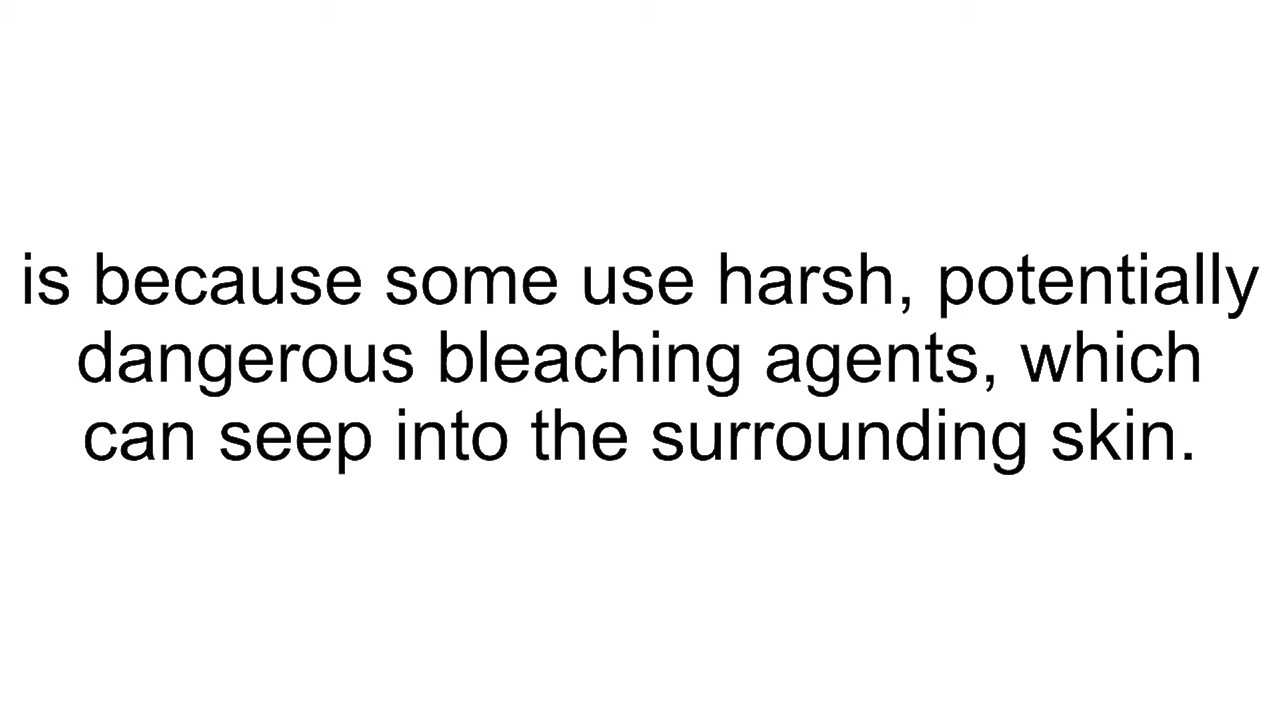 is because some use harsh, potentially
dangerous bleaching agents, which
can seep into the surrounding skin.